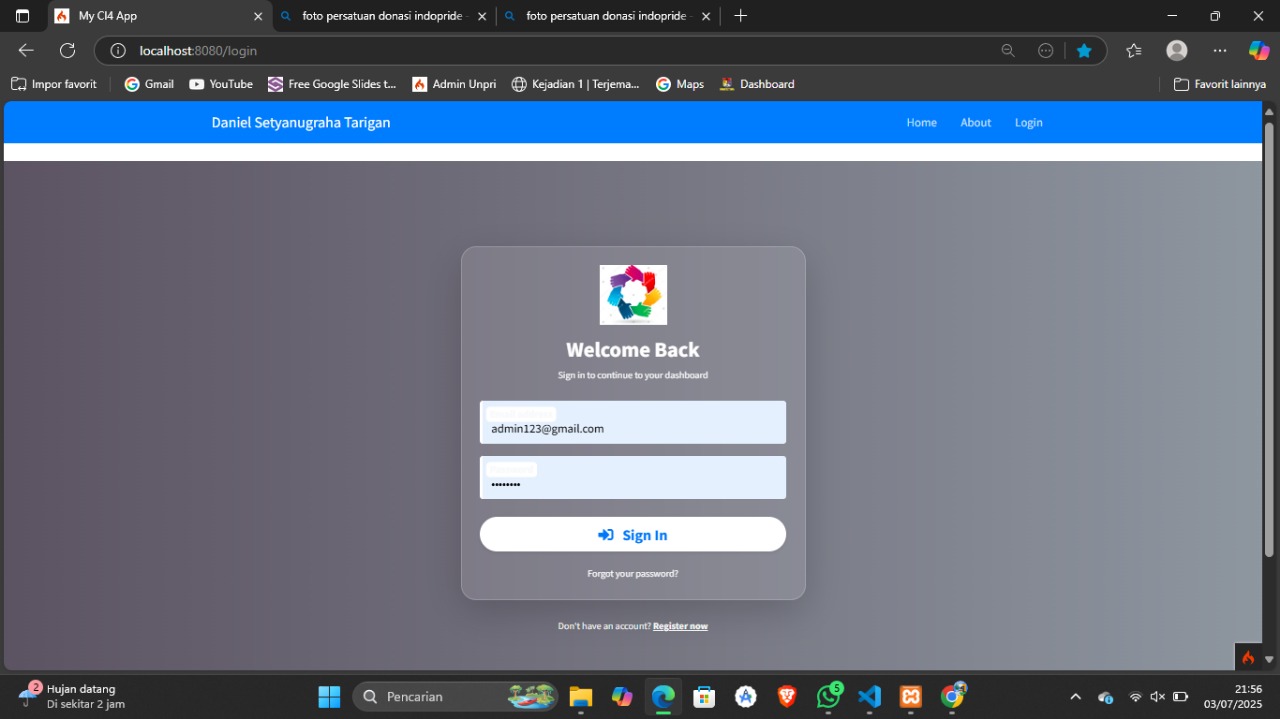 My CI4 App
foto persatuan donasi indopride -
foto persatuan donasi indopride -
localhost:8080/login
Impor favorit
Gmail
YouTube
Free Google Slides t...
Admin Unpri
Kejadian 1 | Terjema...
Maps
Dashboard
Favorit lainnya
Daniel Setyanugraha Tarigan
Home
About
Login
Welcome Back
Sign in to continue to your dashboard
admin123@gmail.com
Sign In
Forgot your password?
Don't have an account? Register now
2
Hujan datang
Di sekitar 2 jam
Pencarian
5
21:56
03/07/2025